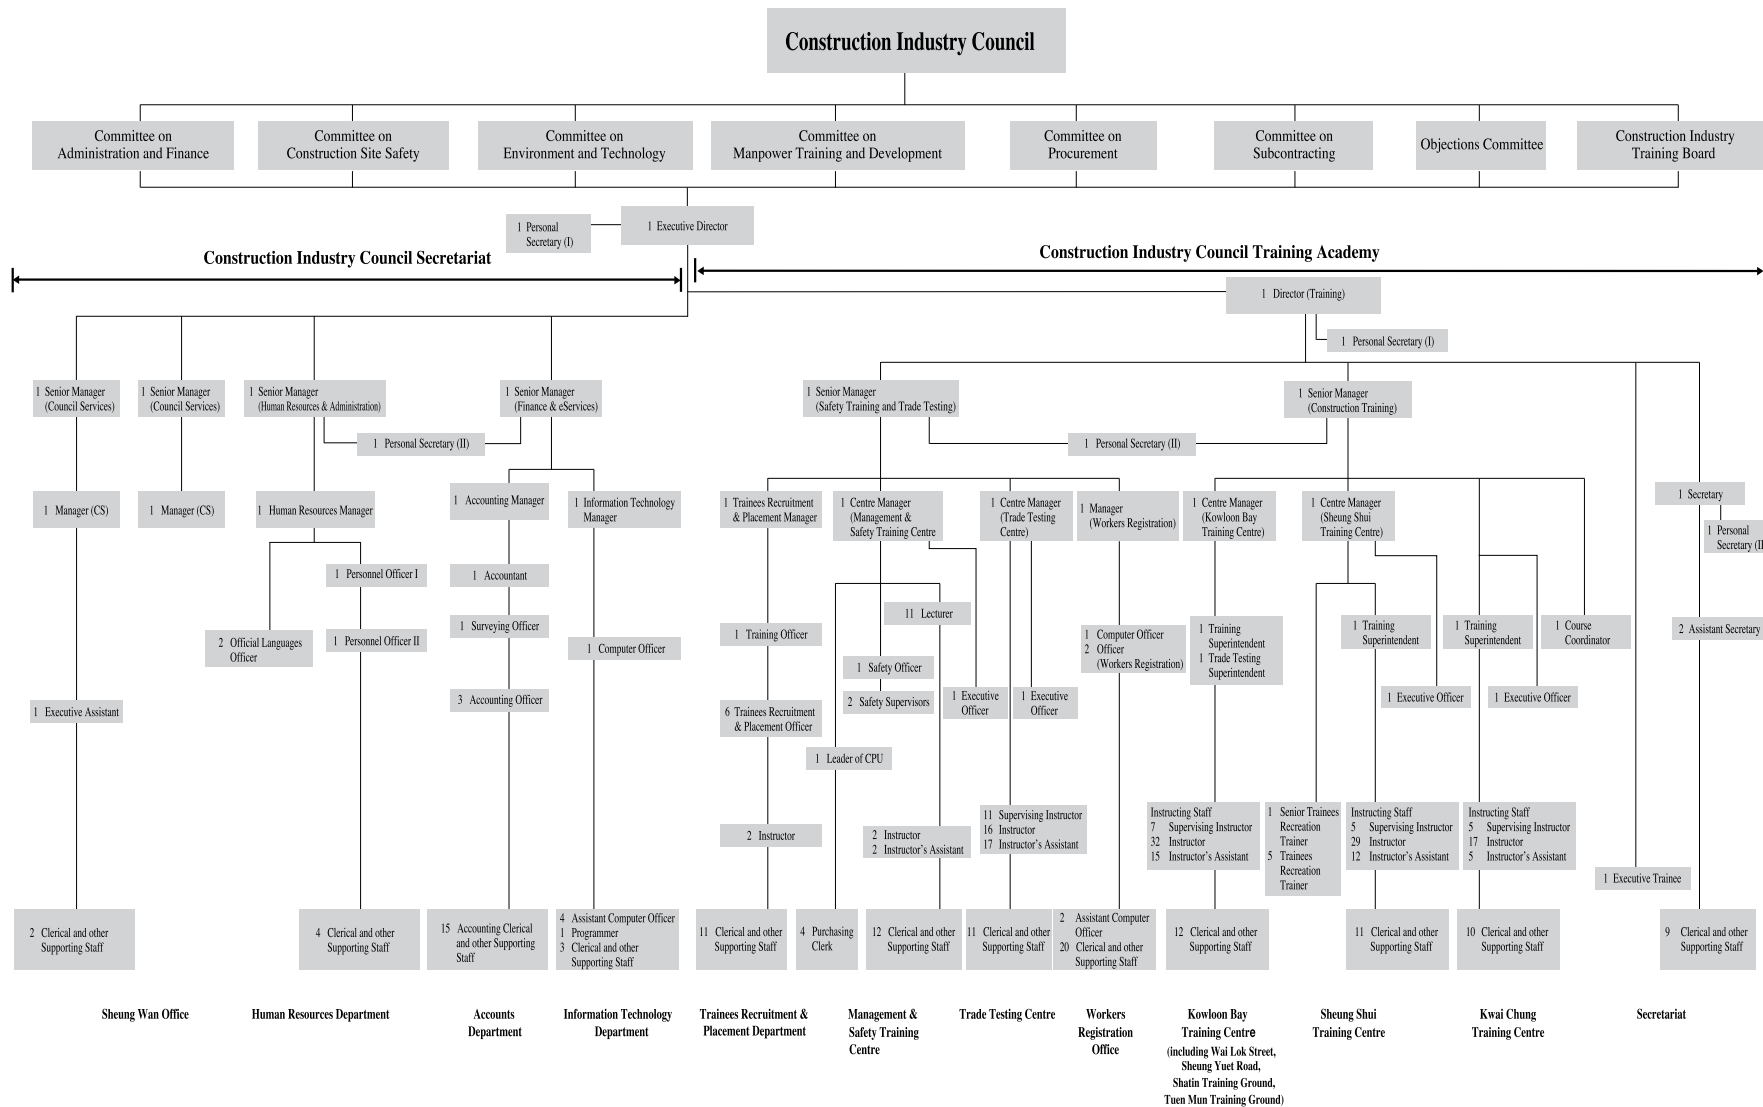 Construction Industry Council
Committee on
Administration and Finance
Committee on
Construction Site Safety
Committee on
Environment and Technology
Committee on
Manpower Training and Development
Committee on
Procurement
Committee on
Subcontracting
Objections Committee
Construction Industry
Training Board
1 Personal
Secretary (I)
1 Executive Director
Construction Industry Council Secretariat
Construction Industry Council Training Academy
1 Director (Training)
1 Personal Secretary (I)
1 Senior Manager
(Council Services)
1 Senior Manager
(Council Services)
1 Senior Manager
(Human Resources & Administration)
1 Senior Manager
(Finance & eServices)
1 Personal Secretary (II)
1 Senior Manager
(Safety Training and Trade Testing)
1 Senior Manager
(Construction Training)
1 Personal Secretary (II)
1 Manager (CS)
1 Manager (CS)
1 Human Resources Manager
1 Accounting Manager
1 Information Technology
Manager
1 Trainees Recruitment
& Placement Manager
1 Centre Manager
(Management &
Safety Training Centre
1 Centre Manager
(Trade Testing
Centre)
1 Manager
(Workers Registration)
1 Centre Manager
(Kowloon Bay
Training Centre)
1 Centre Manager
(Sheung Shui
Training Centre)
1 Secretary
1 Personal
Secretary (II
1 Personnel Officer I
1 Accountant
2 Official Languages
Officer
1 Personnel Officer II
1 Surveying Officer
1 Computer Officer
1 Training Officer
11 Lecturer
1 Safety Officer
2 Safety Supervisors
1 Executive
Officer
1 Executive
Officer
1 Computer Officer
2 Officer
(Workers Registration)
1 Training
Superintendent
1 Trade Testing
Superintendent
1 Training
Superintendent
1 Training
Superintendent
1 Course
Coordinator
2 Assistant Secretary
1 Executive Officer
1 Executive Officer
1 Executive Assistant
3 Accounting Officer
6 Trainees Recruitment
& Placement Officer
1 Leader of CPU
2 Instructor
2 Instructor
2 Instructor's Assistant
11 Supervising Instructor
16 Instructor
17 Instructor's Assistant
Instructing Staff
7 Supervising Instructor
32 Instructor
15 Instructor's Assistant
1 Senior Trainees
Recreation
Trainer
5 Trainees
Recreation
Trainer
Instructing Staff
5 Supervising Instructor
29 Instructor
12 Instructor's Assistant
Instructing Staff
5 Supervising Instructor
17 Instructor
5 Instructor's Assistant
1 Executive Trainee
2 Clerical and other
Supporting Staff
4 Clerical and other
Supporting Staff
15 Accounting Clerical
and other Supporting
Staff
4 Assistant Computer Officer
1 Programmer
3 Clerical and other
Supporting Staff
11 Clerical and other
Supporting Staff
4 Purchasing
Clerk
12 Clerical and other
Supporting Staff
11 Clerical and other
Supporting Staff
2 Assistant Computer
Officer
20 Clerical and other
Supporting Staff
12 Clerical and other
Supporting Staff
11 Clerical and other
Supporting Staff
10 Clerical and other
Supporting Staff
9 Clerical and other
Supporting Staff
Sheung Wan Office
Human Resources Department
Accounts
Department
Information Technology
Department
Trainees Recruitment &
Placement Department
Management &
Safety Training
Centre
Trade Testing Centre
Workers
Registration
Office
Kowloon Bay
Training Centre
(including Wai Lok Street,
Sheung Yuet Road,
Shatin Training Ground,
Tuen Mun Training Ground)
Sheung Shui
Training Centre
Kwai Chung
Training Centre
Secretariat